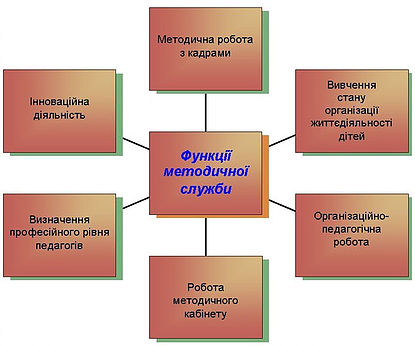 Методична робота
з кадрами
Інноваційна
діяльність
Вивчення
стану
організації
життєдіяльності
дітей
Функції
методичної
служби
Визначення
професійного рівня
педагогів
Організаційно-
педагогічна
робота
Робота
методичного
кабінету